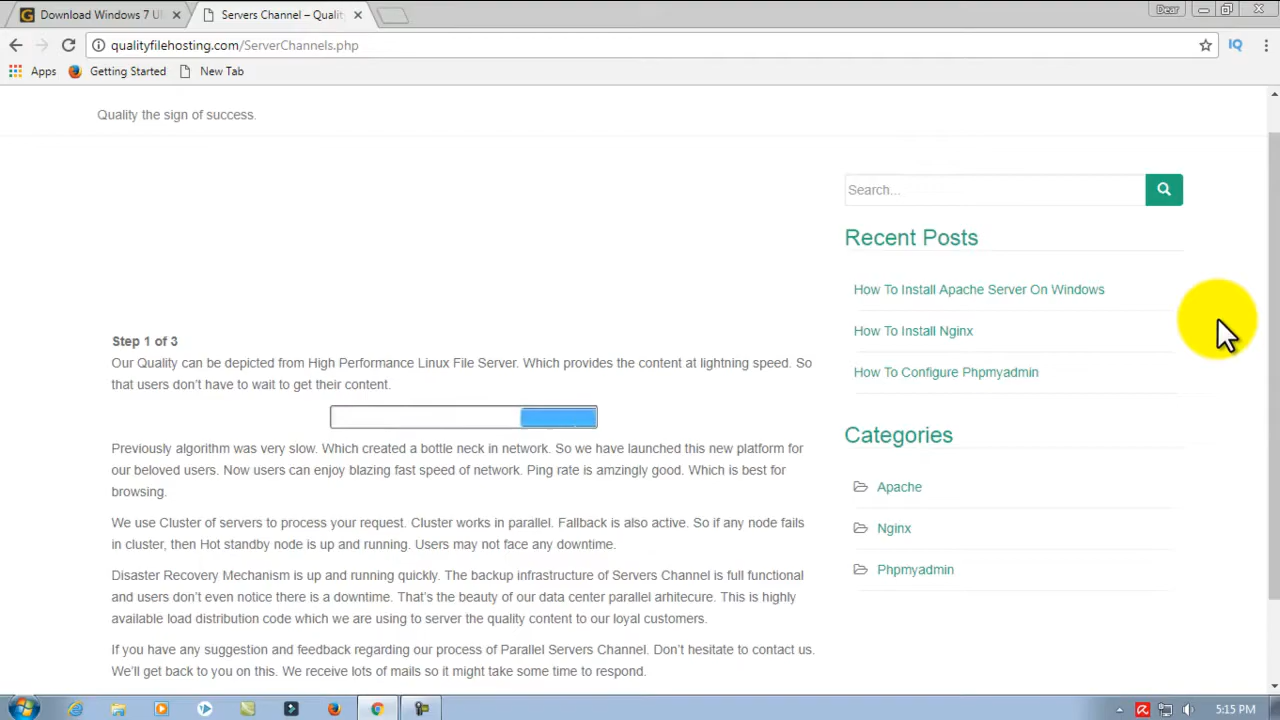 Download Windows 7 Ul
Servers Channel – Quality
Dear
qualityfilehosting.com/ServerChannels.php
IQ
Apps
Getting Started
New Tab
Quality the sign of success.
Search...
Recent Posts
How To Install Apache Server On Windows
How To Install Nginx
How To Configure Phpmyadmin
Categories
Apache
Nginx
Phpmyadmin
Step 1 of 3
Our Quality can be depicted from High Performance Linux File Server. Which provides the content at lightning speed. So
that users don’t have to wait to get their content.
Previously algorithm was very slow. Which created a bottle neck in network. So we have launched this new platform for
our beloved users. Now users can enjoy blazing fast speed of network. Ping rate is amzingly good. Which is best for
browsing.
We use Cluster of servers to process your request. Cluster works in parallel. Fallback is also active. So if any node fails
in cluster, then Hot standby node is up and running. Users may not face any downtime.
Disaster Recovery Mechanism is up and running quickly. The backup infrastructure of Servers Channel is full functional
and users don’t even notice there is a downtime. That’s the beauty of our data center parallel arhitecure. This is highly
available load distribution code which we are using to server the quality content to our loyal customers.
If you have any suggestion and feedback regarding our process of Parallel Servers Channel. Don’t hesitate to contact us.
We’ll get back to you on this. We receive lots of mails so it might take some time to respond.
5:15 PM